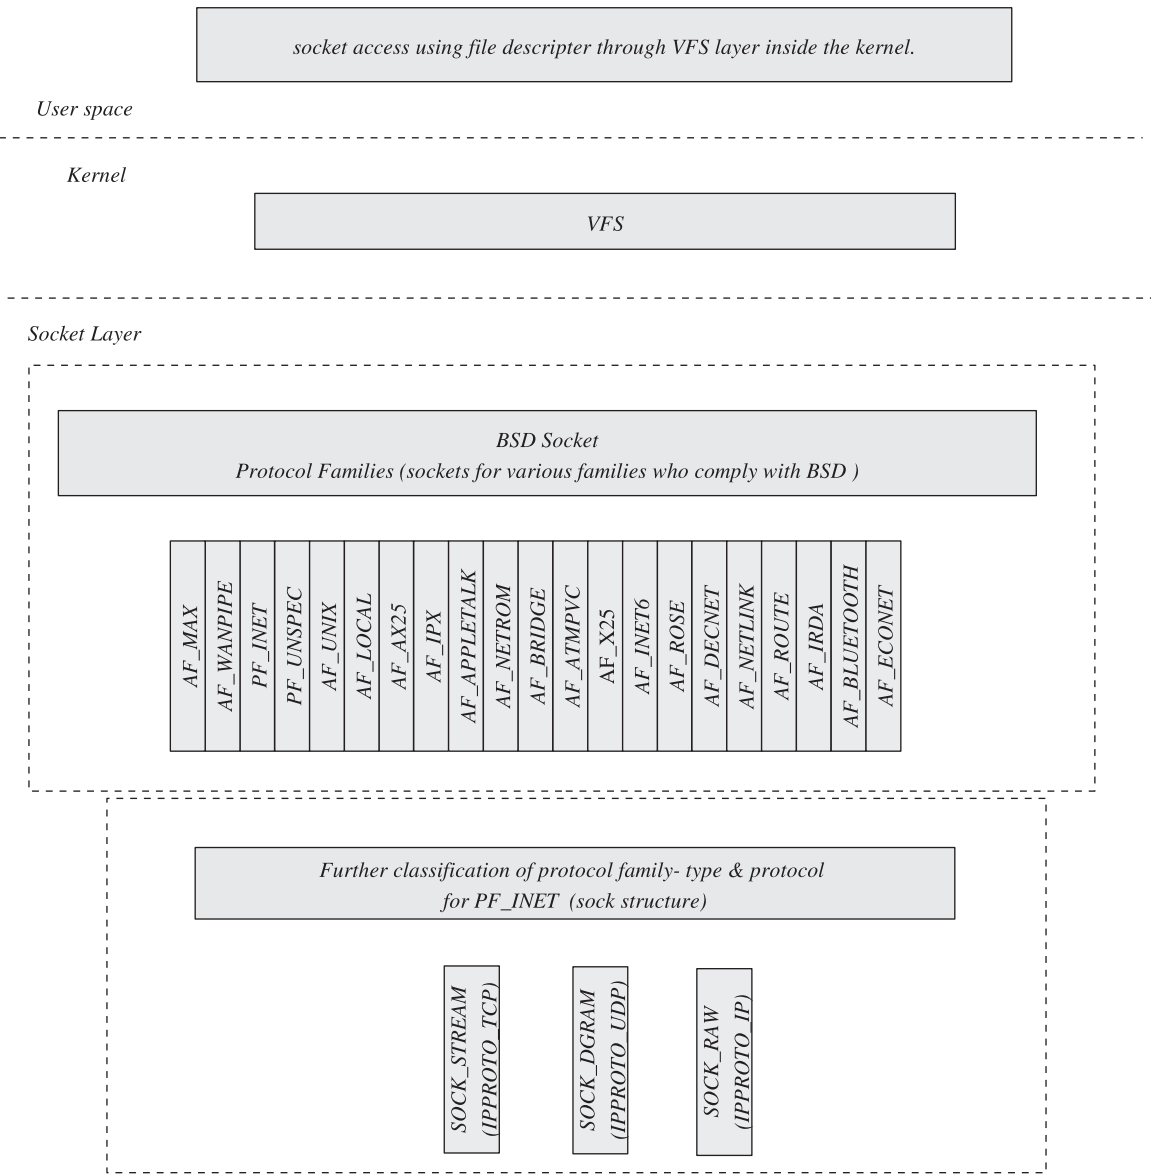 socket access using file descripter through VFS layer inside the kernel.
User space
Kernel
VFS
Socket Layer
BSD Socket
Protocol Families (sockets for various families who comply with BSD )
AF_MAX
AF_WANPIPE
PF_INET
PF_UNSPEC
AF_UNIX
AF_LOCAL
AF_AX25
AF_IPX
AF_APPLETALK
AF_NETROM
AF_BRIDGE
AF_ATMPVC
AF_X25
AF_INET6
AF_ROSE
AF_DECNET
AF_NETLINK
AF_ROUTE
AF_IRDA
AF_BLUETOOTH
AF_ECONET
Further classification of protocol family- type & protocol
for PF_INET (sock structure)
SOCK_STREAM
(IPPROTO_TCP)
SOCK_DGRAM
(IPPROTO_UDP)
SOCK_RAW
(IPPROTO_IP)